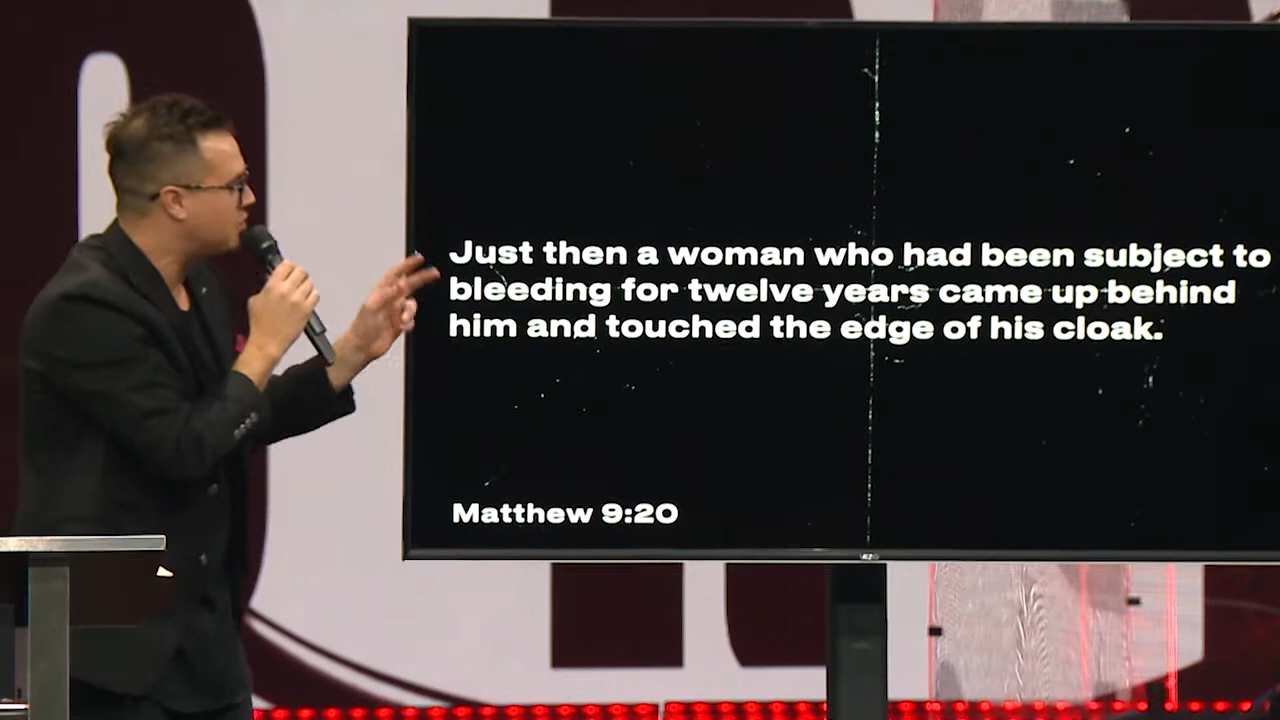 Just then a woman who had been subject to
bleeding for twelve years came up behind
him and touched the edge of his cloak.
Matthew 9:20